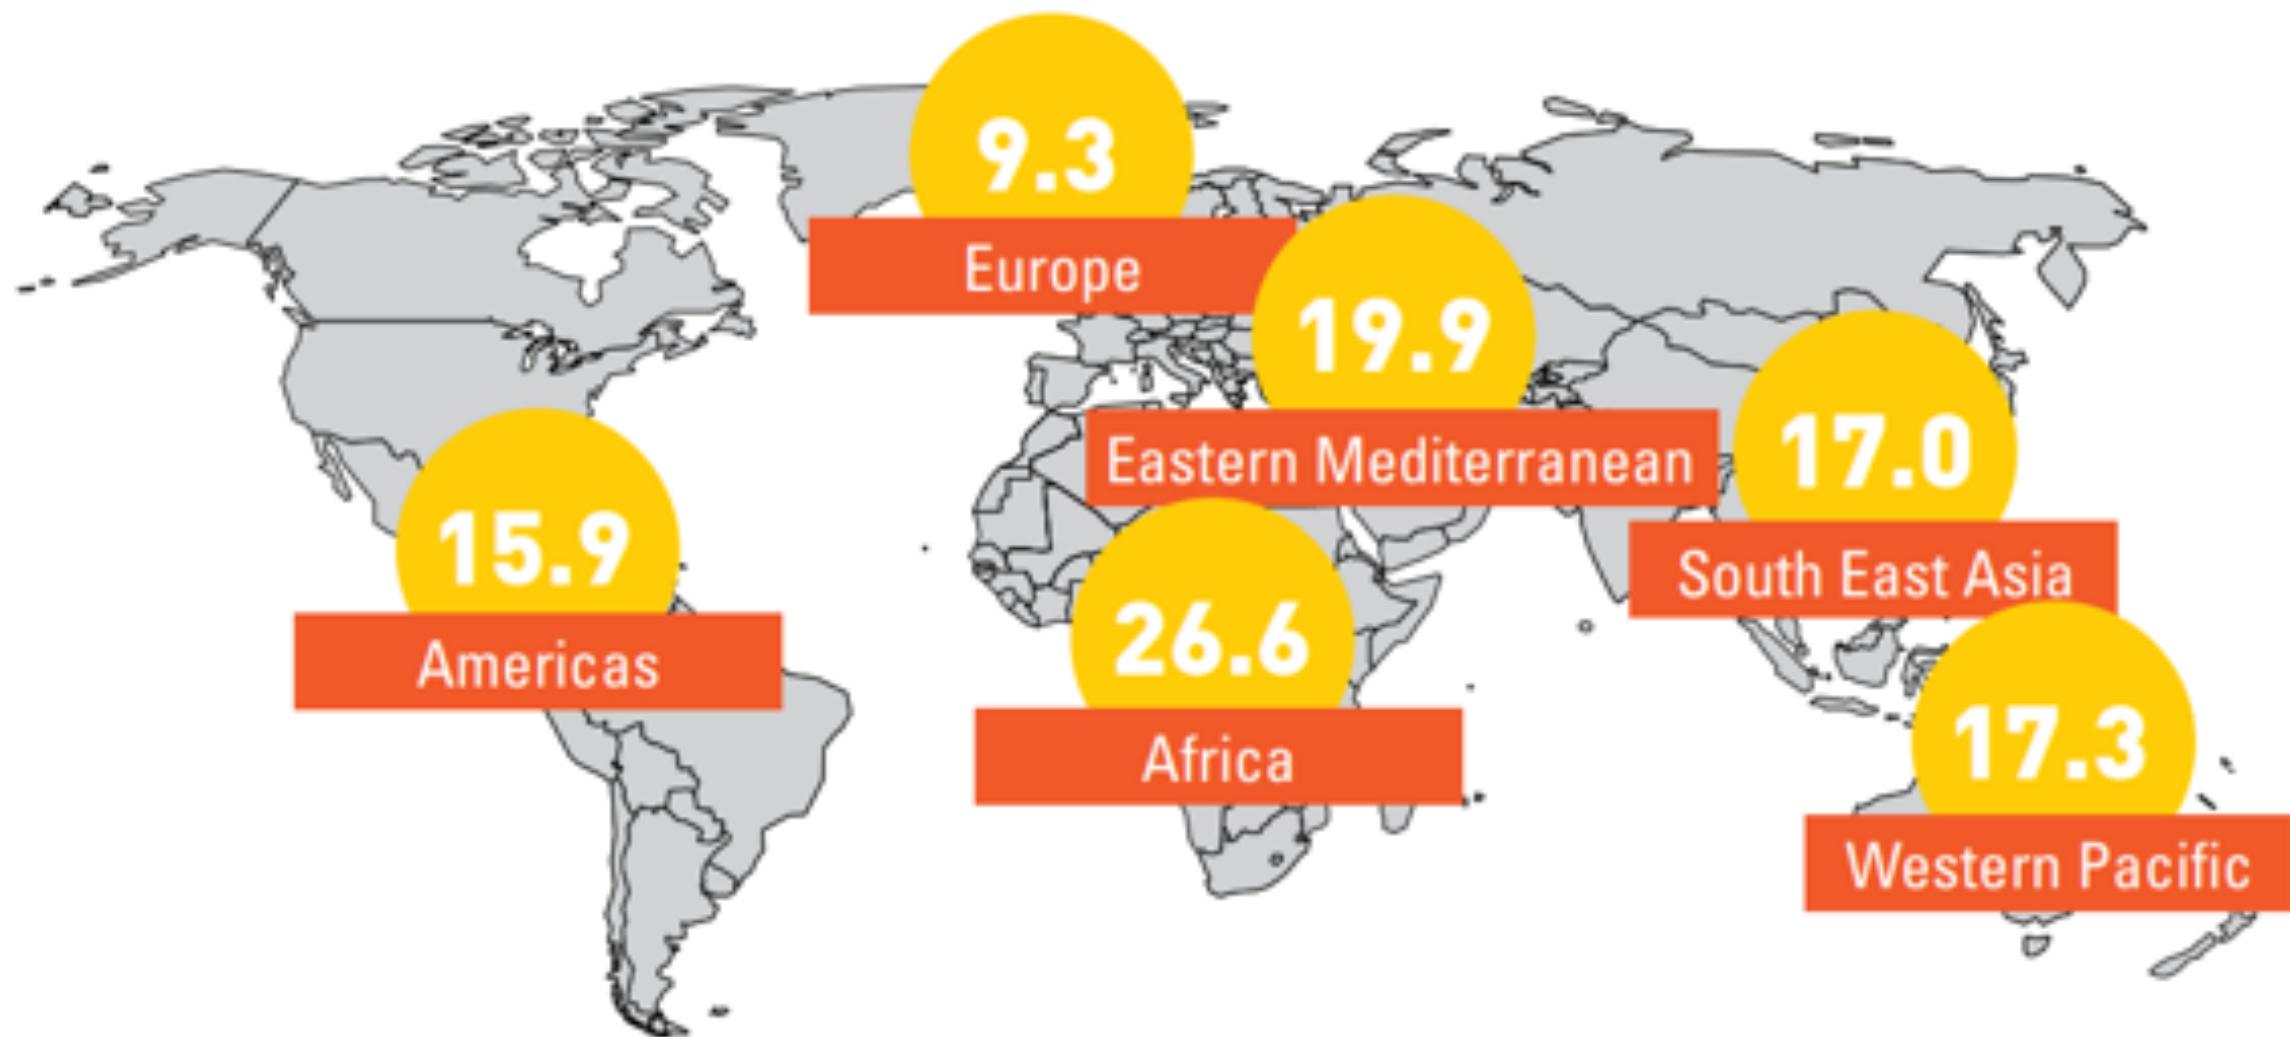 9.3
Europe
19.9
Eastern Mediterranean
17.0
South East Asia
15.9
Americas
26.6
Africa
17.3
Western Pacific